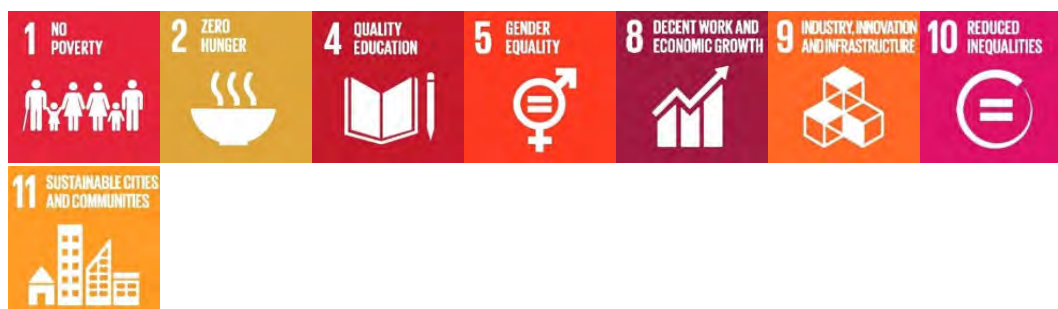 1 NO
POVERTY
2 ZERO
HUNGER
4 QUALITY
EDUCATION
5 GENDER
EQUALITY
8 DECENT WORK AND
ECONOMIC GROWTH
9 INDUSTRY, INNOVATION
AND INFRASTRUCTURE
10 REDUCED
INEQUALITIES
11 SUSTAINABLE CITIES
AND COMMUNITIES